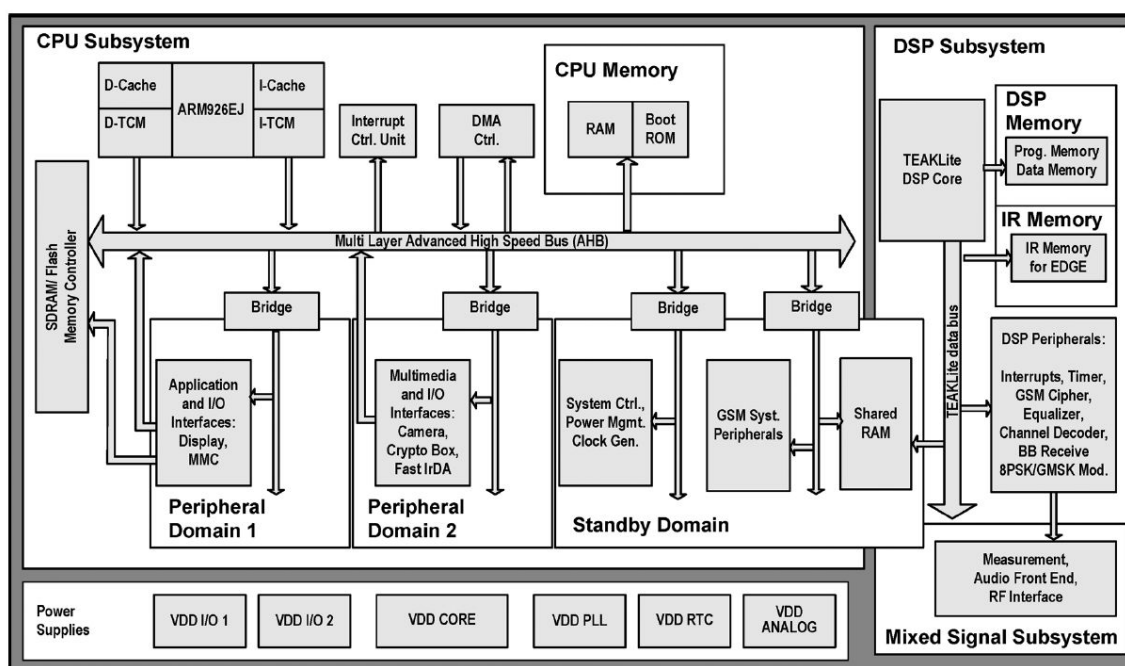 CPU Subsystem
D-Cache
D-TCM
ARM926EJ
I-Cache
I-TCM
Interrupt
Ctrl. Unit
DMA
Ctrl.
CPU Memory
RAM
Boot
ROM
SDRAM/ Flash
Memory Controller
Multi Layer Advanced High Speed Bus (AHB)
Bridge
Bridge
Bridge
Bridge
Application
and I/O
Interfaces:
Display,
MMC
Peripheral
Domain 1
Multimedia
and I/O
Interfaces:
Camera,
Crypto Box,
Fast IrDA
Peripheral
Domain 2
System Ctrl.,
Power Mgmt.
Clock Gen.
GSM Syst.
Peripherals
Shared
RAM
Standby Domain
DSP Subsystem
TEAKLite
DSP Core
DSP
Memory
Prog. Memory
Data Memory
IR Memory
IR Memory
for EDGE
TEAKLite data bus
DSP Peripherals:
Interrupts, Timer,
GSM Cipher,
Equalizer,
Channel Decoder,
BB Receive
8PSK/GMSK Mod.
Measurement,
Audio Front End,
RF Interface
Mixed Signal Subsystem
Power
Supplies
VDD I/O 1
VDD I/O 2
VDD CORE
VDD PLL
VDD RTC
VDD
ANALOG